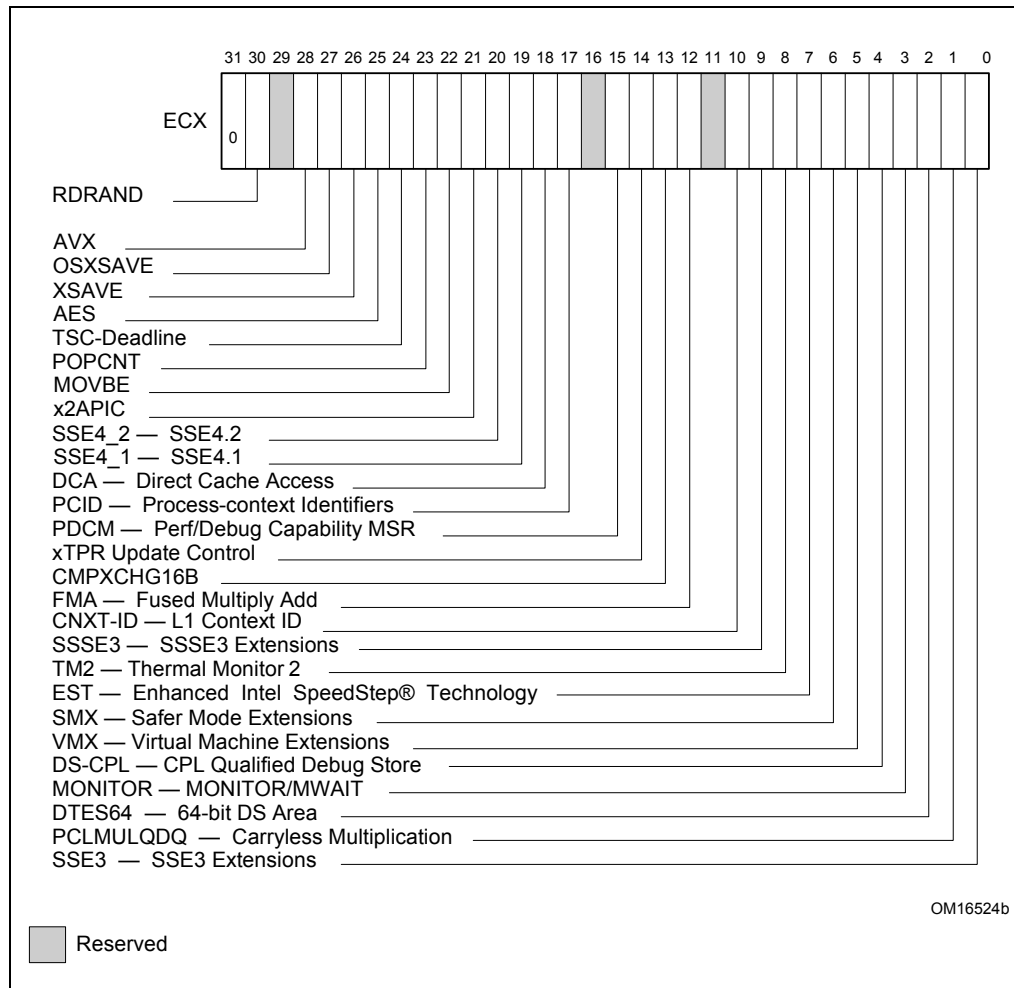 31 30 29 28 27 26 25 24 23 22 21 20 19 18 17 16 15 14 13 12 11 10 9 8 7 6 5 4 3 2 1 0
ECX
0
RDRAND
AVX
OSXSAVE
XSAVE
AES
TSC-Deadline
POPCNT
MOVBE
x2APIC
SSE4_2 — SSE4.2
SSE4_1 — SSE4.1
DCA — Direct Cache Access
PCID — Process-context Identifiers
PDCM — Perf/Debug Capability MSR
xTPR Update Control
CMPXCHG16B
FMA — Fused Multiply Add
CNXT-ID — L1 Context ID
SSSE3 — SSSE3 Extensions
TM2 — Thermal Monitor 2
EST — Enhanced Intel SpeedStep® Technology
SMX — Safer Mode Extensions
VMX — Virtual Machine Extensions
DS-CPL — CPL Qualified Debug Store
MONITOR — MONITOR/MWAIT
DTES64 — 64-bit DS Area
PCLMULQDQ — Carryless Multiplication
SSE3 — SSE3 Extensions
OM16524b
Reserved